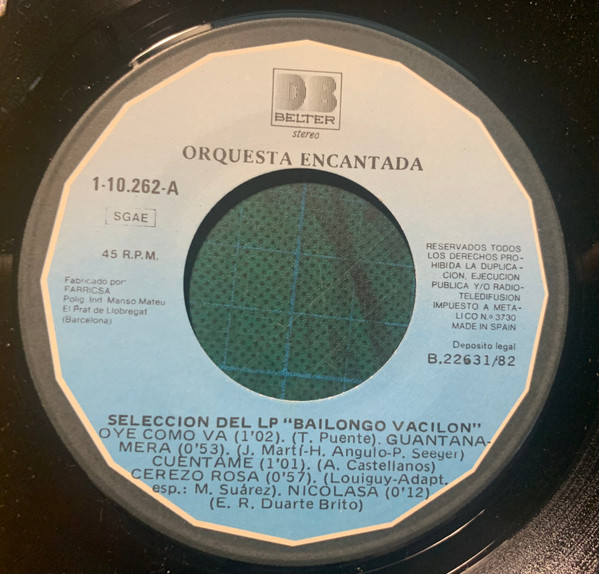 DB
BELTER
stereo
ORQUESTA ENCANTADA
1-10.262-A
SGAE
45 R.P.M.
Fabricado por
FARRICSA
Polig. Ind. Manso Mateu
El Prat de Llobregat
(Barcelona)
RESERVADOS TODOS
LOS DERECHOS PRO-
HIBIDA LA DUPLICA-
CION, EJECUCION
PUBLICA Y/O RADIO-
TELEDIFUSION
IMPUESTO A META-
LICO N.º 3730
MADE IN SPAIN
Deposito legal
B.22631/82
SELECCION DEL LP "BAILONGO VACILON"
OYE COMO VA (1'02). (T. Puente). GUANTANA-
MERA (0'53). (J. Martí-H. Angulo-P. Seeger)
CUENTAME (1'01). (A. Castellanos)
CEREZO ROSA (0'57). (Louiguy-Adapt.
esp.: M. Suárez). NICOLASA (0'12)
(E. R. Duarte Brito)